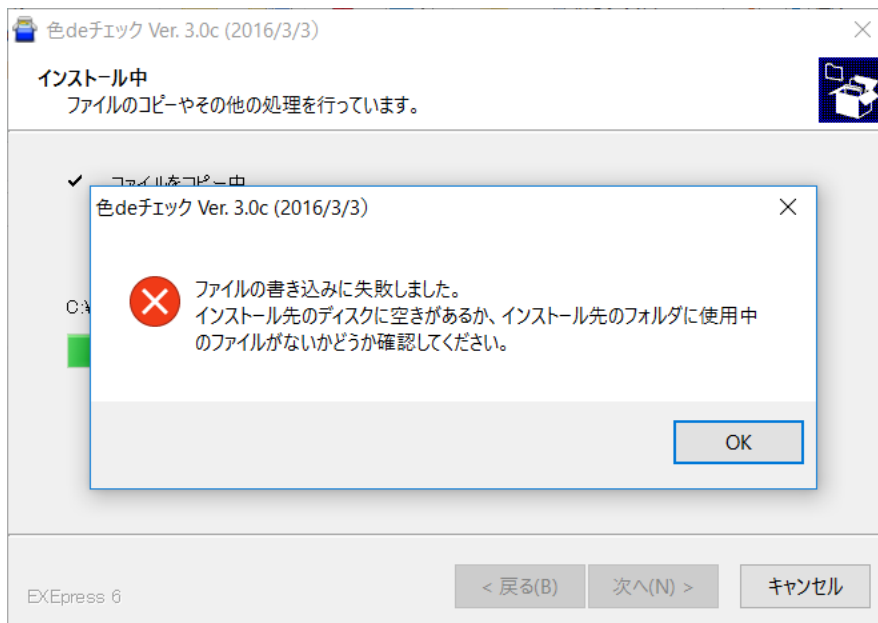 色deチェック Ver. 3.0c (2016/3/3)
インストール中
ファイルのコピーやその他の処理を行っています。
ファイルをコピー中
色deチェック Ver. 3.0c (2016/3/3)
C:¥
ファイルの書き込みに失敗しました。
インストール先のディスクに空きがあるか、インストール先のフォルダに使用中
のファイルがないかどうか確認してください。
OK
EXEpress 6
< 戻る(B)
次へ(N) >
キャンセル